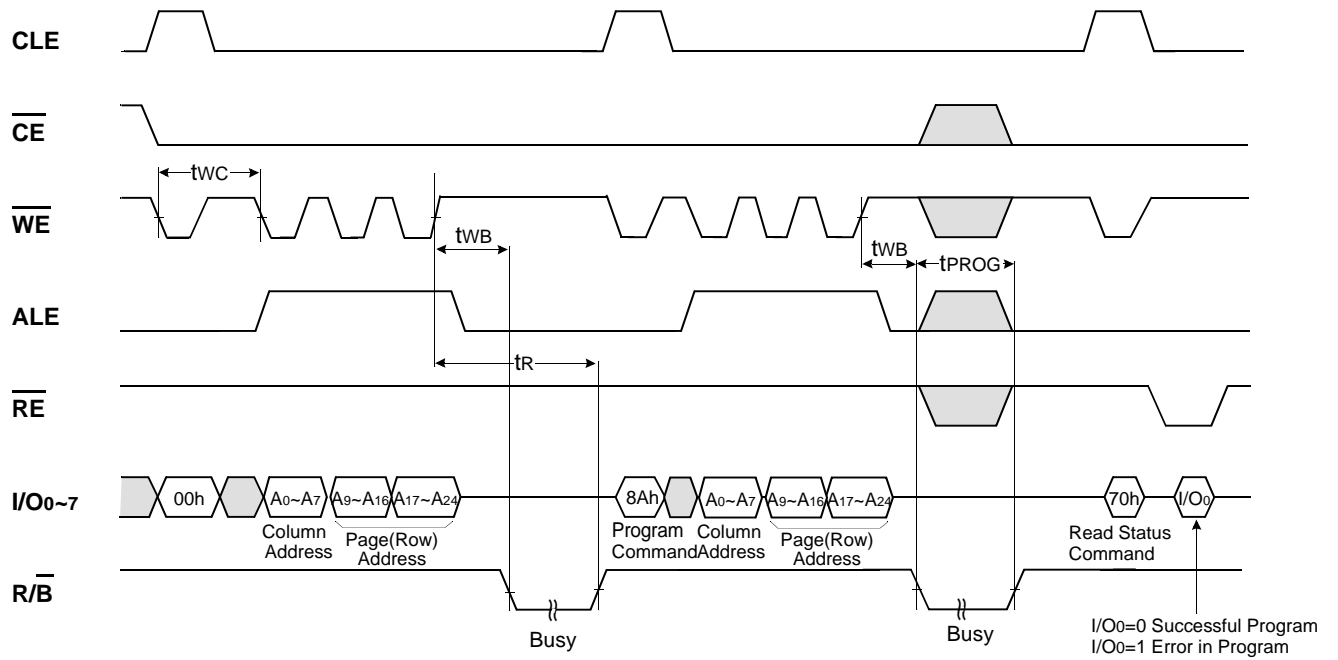 CLE
CE
tWC
WE
tWB
tWB
tPROG
ALE
tR
RE
I/O0~7
00h
A0~A7
A9~A16
A17~A24
8Ah
A0~A7
A9~A16
A17~A24
70h
I/O0
Column
Address
Page(Row)
Address
Program
Command
Column
Address
Page(Row)
Address
Read Status
Command
R/B
Busy
Busy
I/O0=0 Successful Program
I/O0=1 Error in Program